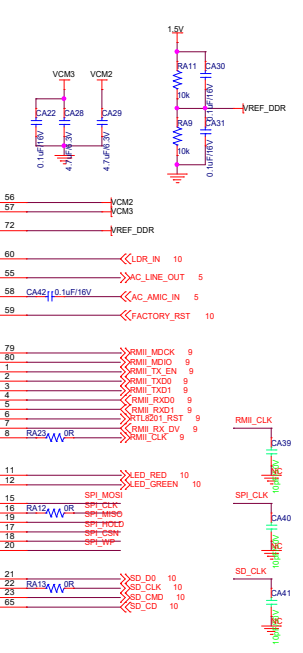 1.5V
RA11
CA30
VCM3
VCM2
10k
0.1uF/16V
CA22
CA28
CA29
VREF_DDR
RA9
CA31
0.1uF/16V
4.7uF/6.3V
4.7uF/6.3V
10k
0.1uF/16V
56
VCM2
57
VCM3
72
VREF_DDR
60 LDR_IN 10
55 AC_LINE_OUT 5
58 CA42 0.1uF/16V AC_AMIC_IN 5
59 FACTORY_RST 10
79 RMII_MDCK 9
80 RMII_MDIO 9
1 RMII_TX_EN 9
2 RMII_TXD0 9
3 RMII_TXD1 9
4 RMII_RXD0 9
5 RMII_RXD1 9
6 RTL8201_RST 9
7 RMII_RX_DV 9
8 RA23 0R RMII_CLK 9
RMII_CLK
CA39
NC
11 LED_RED 10
12 LED_GREEN 10
15 SPI_MOSI
16 RA12 0R SPI_CLK
19 SPI_MISO
17 SPI_HOLD
18 SPI_CSN
20 SPI_WP
SPI_CLK
CA40
NC
21 SD_D0 10
22 RA13 0R SD_CLK 10
23 SD_CMD 10
65 SD_CD 10
SD_CLK
CA41
NC